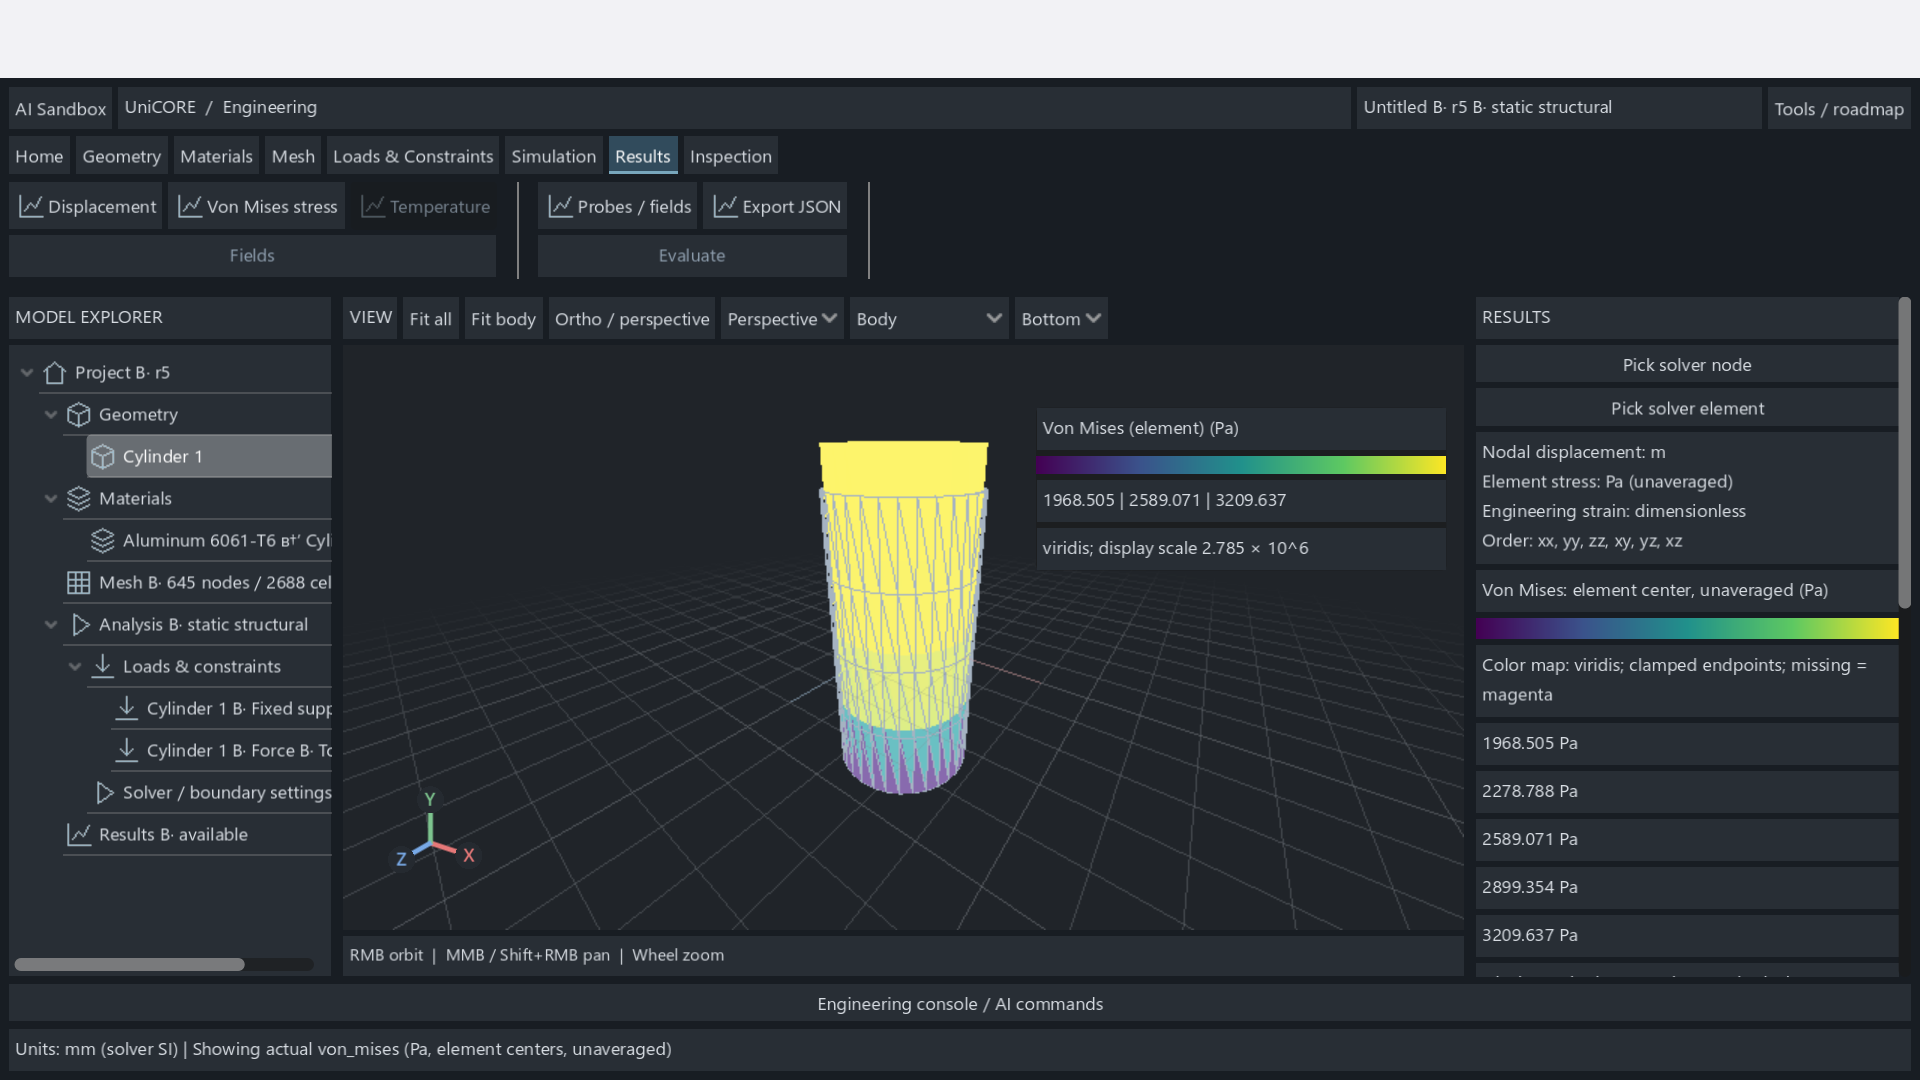 AI Sandbox
UniCORE / Engineering
Untitled В· r5 В· static structural
Tools / roadmap
Home
Geometry
Materials
Mesh
Loads & Constraints
Simulation
Results
Inspection
Displacement
Von Mises stress
Temperature
Probes / fields
Export JSON
Fields
Evaluate
MODEL EXPLORER
Project В· r5
Geometry
Cylinder 1
Materials
Aluminum 6061-T6 в†’ Cyli
Mesh В· 645 nodes / 2688 cel
Analysis В· static structural
Loads & constraints
Cylinder 1 В· Fixed supp
Cylinder 1 В· Force В· To
Solver / boundary settings
Results В· available
VIEW
Fit all
Fit body
Ortho / perspective
Perspective
Body
Bottom
Von Mises (element) (Pa)
1968.505 | 2589.071 | 3209.637
viridis; display scale 2.785 × 10^6
Y
Z
X
RMB orbit | MMB / Shift+RMB pan | Wheel zoom
RESULTS
Pick solver node
Pick solver element
Nodal displacement: m
Element stress: Pa (unaveraged)
Engineering strain: dimensionless
Order: xx, yy, zz, xy, yz, xz
Von Mises: element center, unaveraged (Pa)
Color map: viridis; clamped endpoints; missing =
magenta
1968.505 Pa
2278.788 Pa
2589.071 Pa
2899.354 Pa
3209.637 Pa
Engineering console / AI commands
Units: mm (solver SI) | Showing actual von_mises (Pa, element centers, unaveraged)